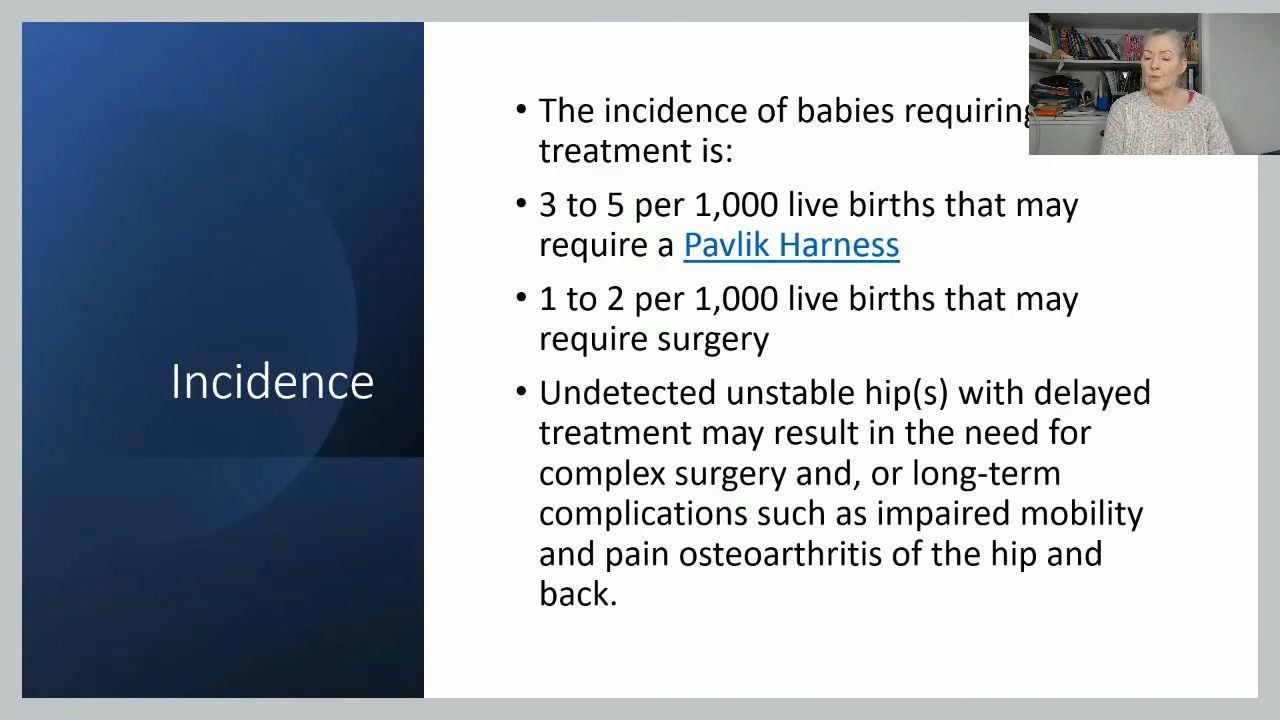 Incidence
• The incidence of babies requiring
treatment is:
• 3 to 5 per 1,000 live births that may
require a Pavlik Harness
• 1 to 2 per 1,000 live births that may
require surgery
• Undetected unstable hip(s) with delayed
treatment may result in the need for
complex surgery and, or long-term
complications such as impaired mobility
and pain osteoarthritis of the hip and
back.